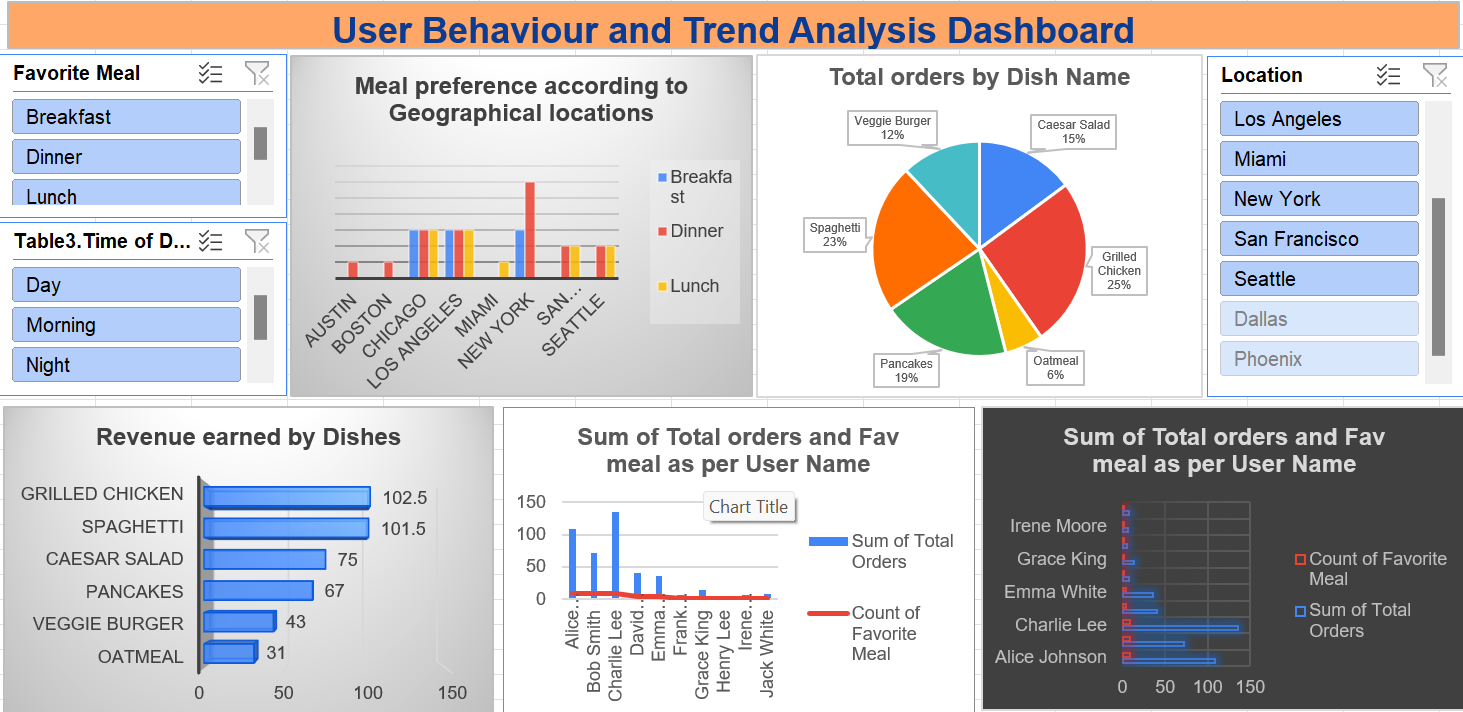 User Behaviour and Trend Analysis Dashboard
Favorite Meal
Breakfast
Dinner
Lunch
Table3.Time of D...
Day
Morning
Night
Meal preference according to
Geographical locations
Breakfa
st
Dinner
Lunch
AUSTIN
BOSTON
CHICAGO
LOS ANGELES
MIAMI
NEW YORK
SAN...
SEATTLE
Total orders by Dish Name
Veggie Burger
12%
Caesar Salad
15%
Spaghetti
23%
Grilled
Chicken
25%
Pancakes
19%
Oatmeal
6%
Location
Los Angeles
Miami
New York
San Francisco
Seattle
Dallas
Phoenix
Revenue earned by Dishes
GRILLED CHICKEN 102.5
SPAGHETTI 101.5
CAESAR SALAD 75
PANCAKES 67
VEGGIE BURGER 43
OATMEAL 31
0 50 100 150
Sum of Total orders and Fav
meal as per User Name
Chart Title
150
100
50
0
Alice...
Bob Smith
Charlie Lee
David...
Emma...
Frank...
Grace King
Henry Lee
Irene...
Jack White
Sum of Total
Orders
Count of
Favorite
Meal
Sum of Total orders and Fav
meal as per User Name
Irene Moore
Grace King
Emma White
Charlie Lee
Alice Johnson
0 50 100 150
Count of Favorite
Meal
Sum of Total
Orders